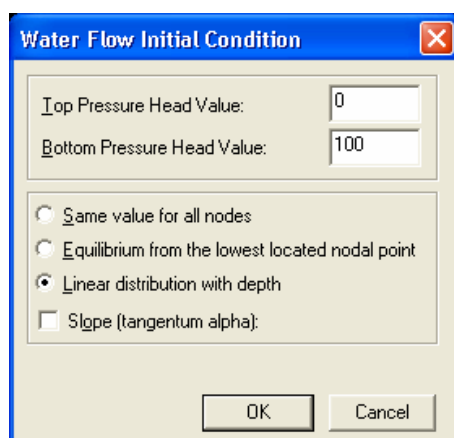 Water Flow Initial Condition
Top Pressure Head Value: 0
Bottom Pressure Head Value: 100
Same value for all nodes
Equilibrium from the lowest located nodal point
Linear distribution with depth
Slope (tangentum alpha):
OK Cancel